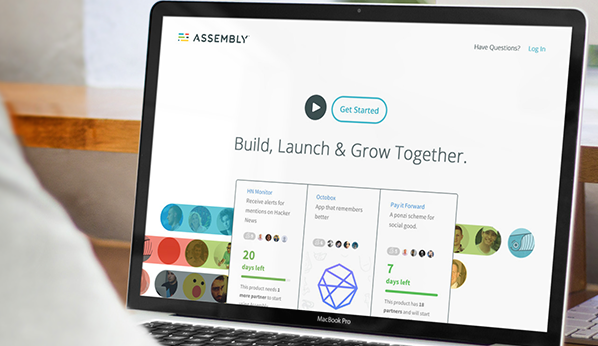 ASSEMBLY
Have Questions? Log In
Get Started
Build, Launch & Grow Together.
HN Monitor
Receive alerts for
mentions on Hacker
News
20
days left
This product needs
1 more partner to start
Octobox
App that remembers
better
Pay it Forward
A ponzi scheme for
social good.
7
days left
This product has 18
partners and will start
MacBook Pro